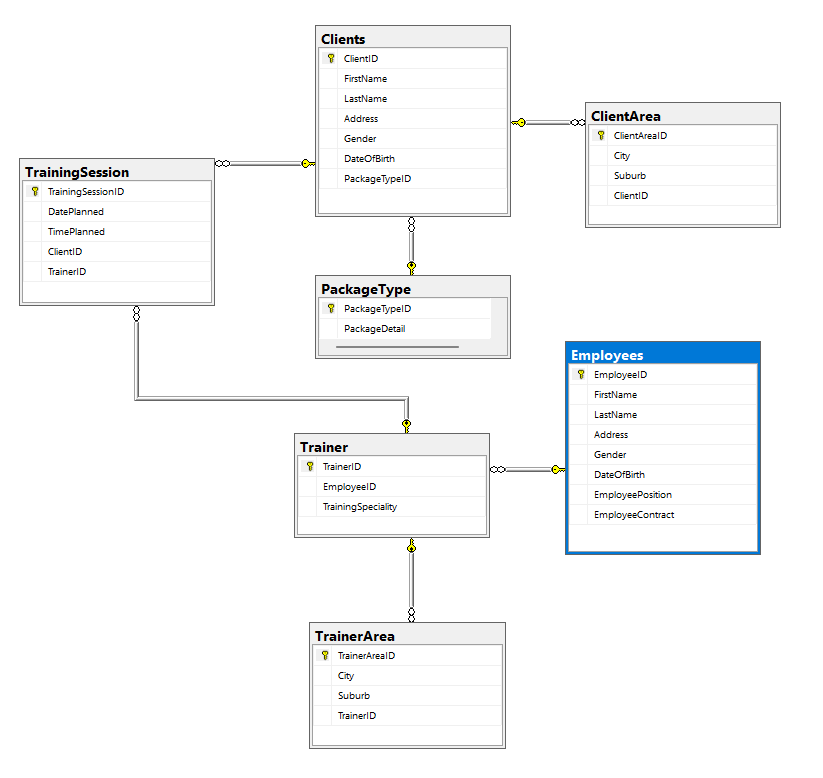 Clients
ClientID
FirstName
LastName
Address
Gender
DateOfBirth
PackageTypeID
ClientArea
ClientAreaID
City
Suburb
ClientID
TrainingSession
TrainingSessionID
DatePlanned
TimePlanned
ClientID
TrainerID
PackageType
PackageTypeID
PackageDetail
Employees
EmployeeID
FirstName
LastName
Address
Gender
DateOfBirth
EmployeePosition
EmployeeContract
Trainer
TrainerID
EmployeeID
TrainingSpeciality
TrainerArea
TrainerAreaID
City
Suburb
TrainerID